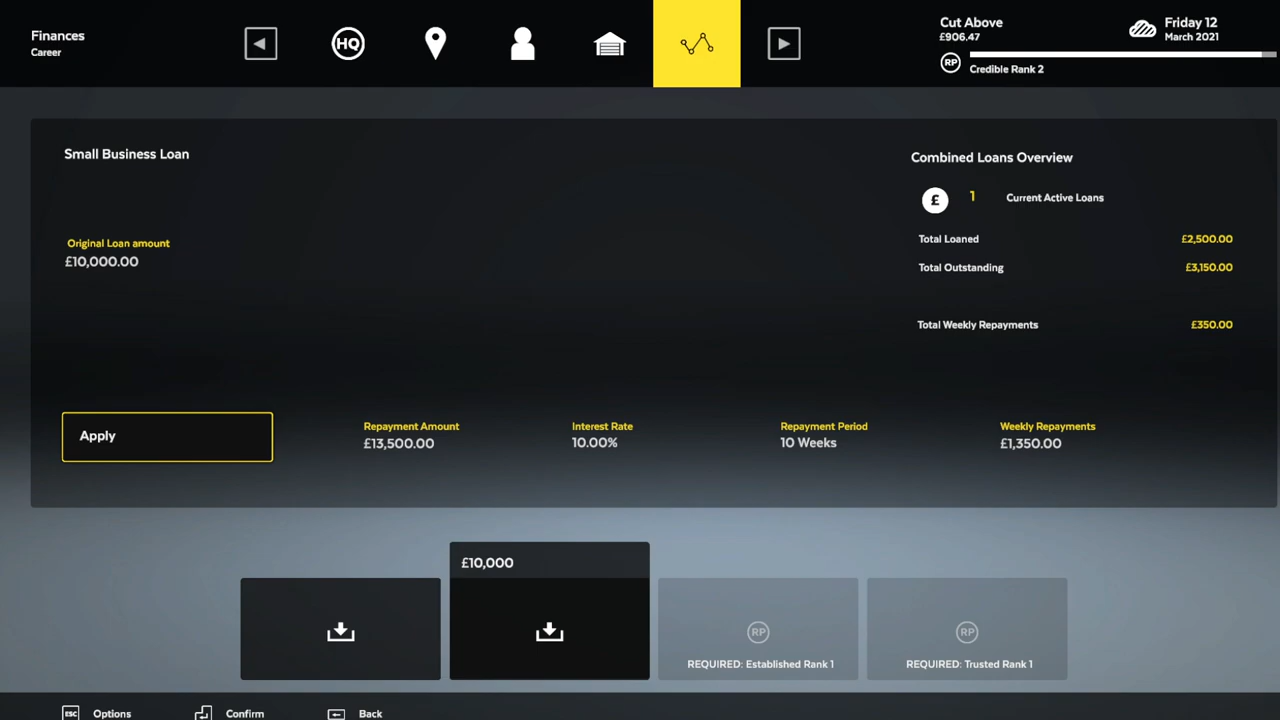 Finances
Career
HQ
Cut Above
£906.47
Friday 12
March 2021
RP
Credible Rank 2
Small Business Loan
Original Loan amount
£10,000.00
Combined Loans Overview
£
1
Current Active Loans
Total Loaned
£2,500.00
Total Outstanding
£3,150.00
Total Weekly Repayments
£350.00
Apply
Repayment Amount
£13,500.00
Interest Rate
10.00%
Repayment Period
10 Weeks
Weekly Repayments
£1,350.00
£10,000
RP
REQUIRED: Established Rank 1
RP
REQUIRED: Trusted Rank 1
ESC
Options
Confirm
Back